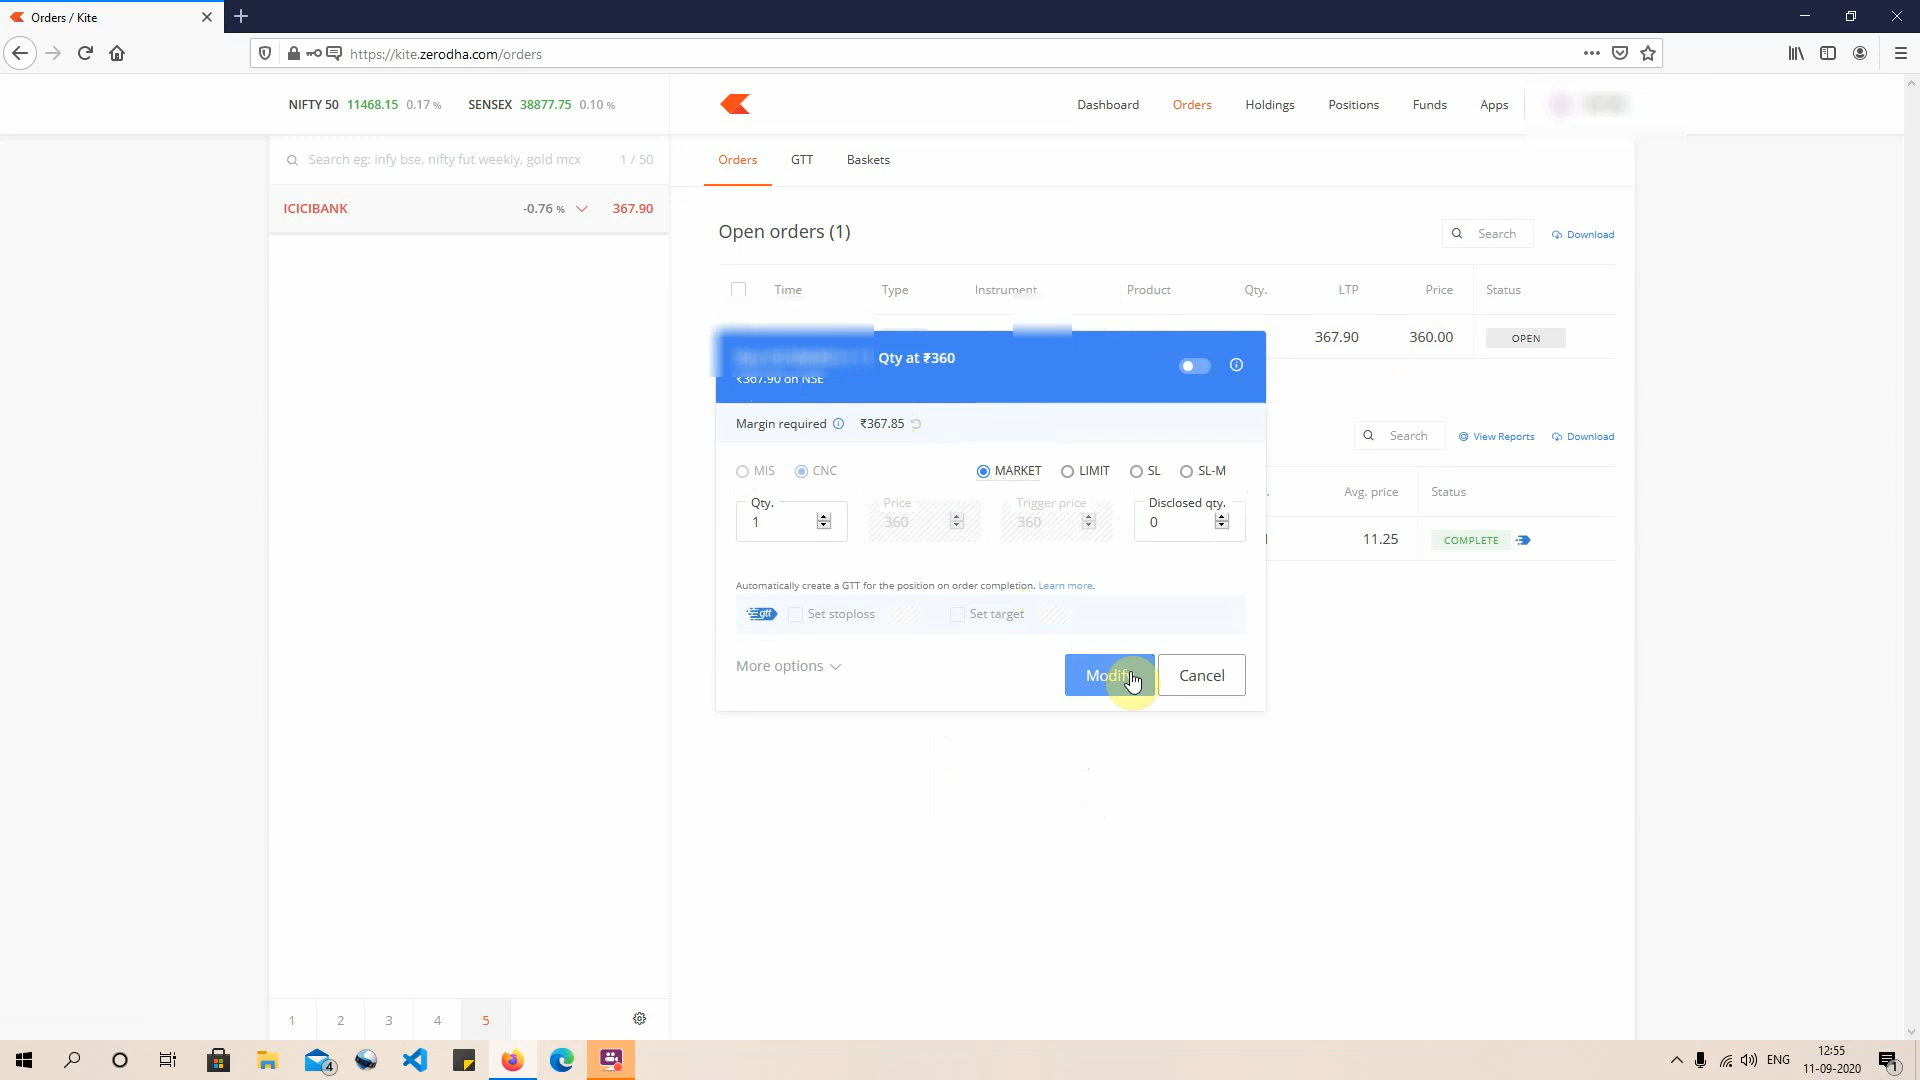 Orders / Kite
https://kite.zerodha.com/orders
NIFTY 50 11468.15 0.17 % SENSEX 38877.75 0.10 %
Dashboard Orders Holdings Positions Funds Apps
Search eg: infy bse, nifty fut weekly, gold mcx 1 / 50
Orders GTT Baskets
ICICIBANK -0.76 % 367.90
Open orders (1)
Search Download
Time Type Instrument Product Qty. LTP Price Status
367.90 360.00 OPEN
Qty at ₹360
₹367.90 on NSE
Margin required ₹367.85
Search View Reports Download
MIS CNC MARKET LIMIT SL SL-M
Avg. price Status
Qty. Price Trigger price Disclosed qty.
1 360 360 0
11.25 COMPLETE
Automatically create a GTT for the position on order completion. Learn more.
gtt Set stoploss Set target
More options Modify Cancel
1 2 3 4 5
4 ENG 12:55
11-09-2020 1